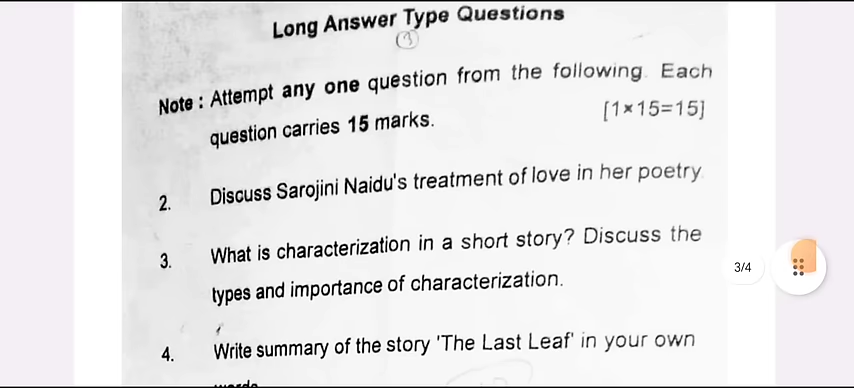 Long Answer Type Questions
(3)
Note : Attempt any one question from the following. Each
question carries 15 marks. [1×15=15]
2. Discuss Sarojini Naidu's treatment of love in her poetry.
3. What is characterization in a short story? Discuss the
types and importance of characterization.
3/4
4. Write summary of the story 'The Last Leaf' in your own
words